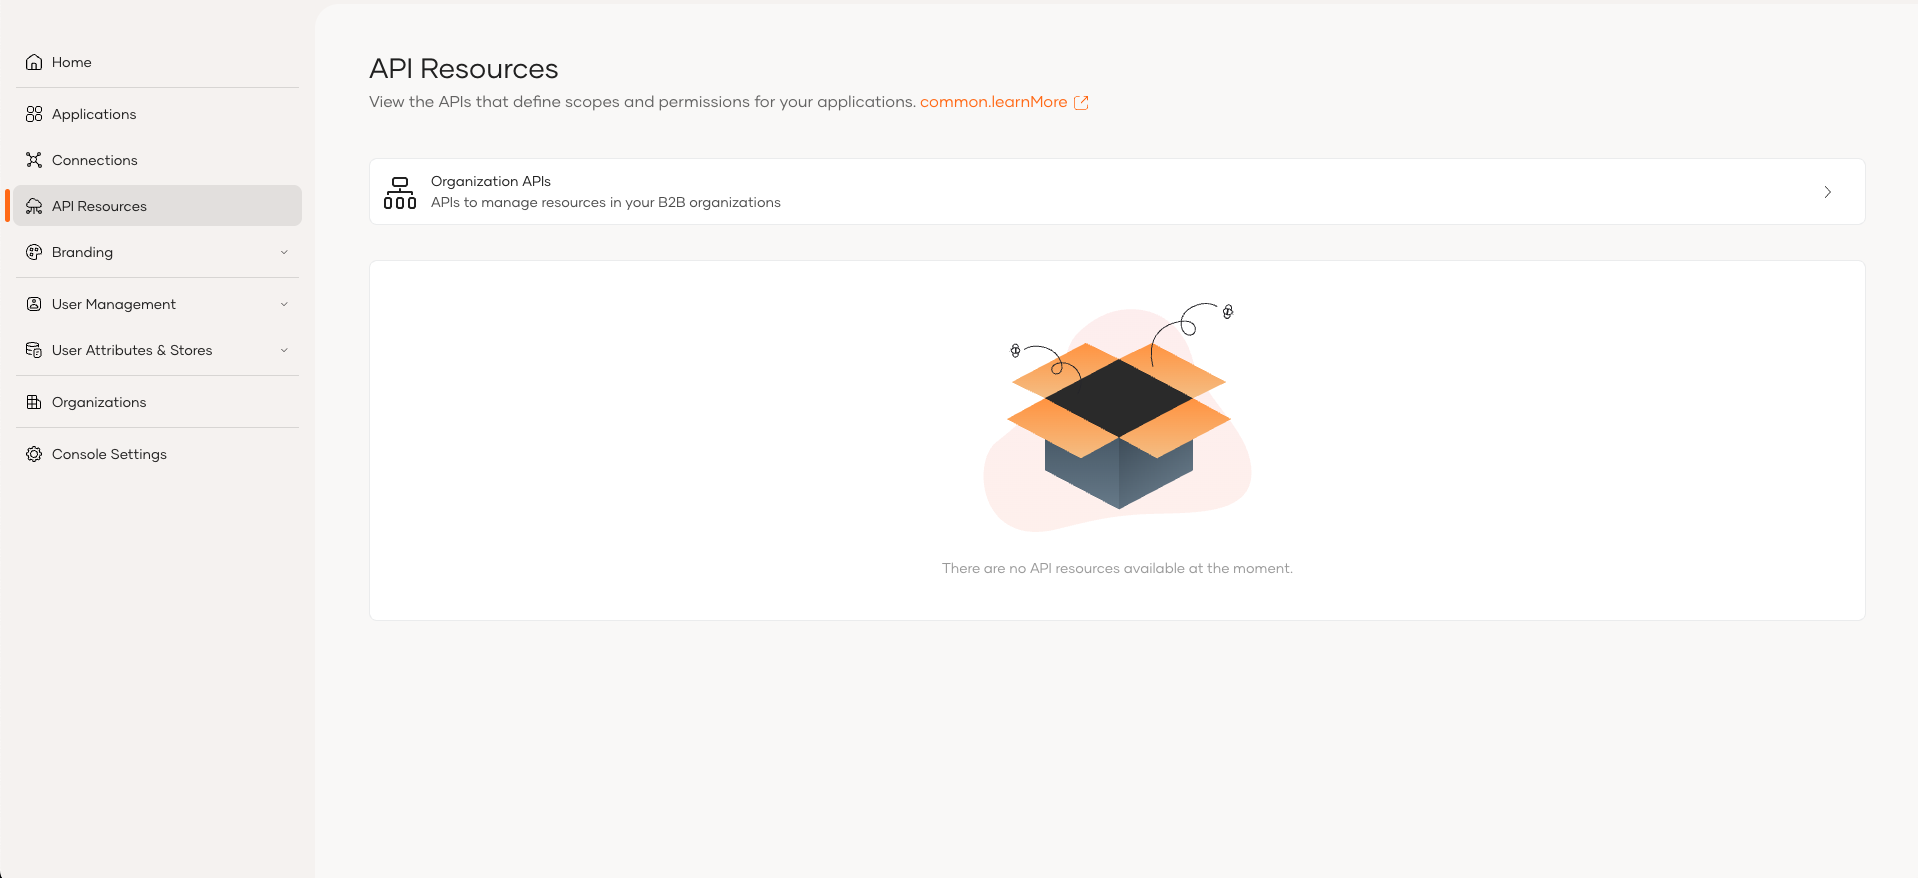 Home
Applications
Connections
API Resources
Branding
User Management
User Attributes & Stores
Organizations
Console Settings
API Resources
View the APIs that define scopes and permissions for your applications. common.learnMore
Organization APIs
APIs to manage resources in your B2B organizations
There are no API resources available at the moment.